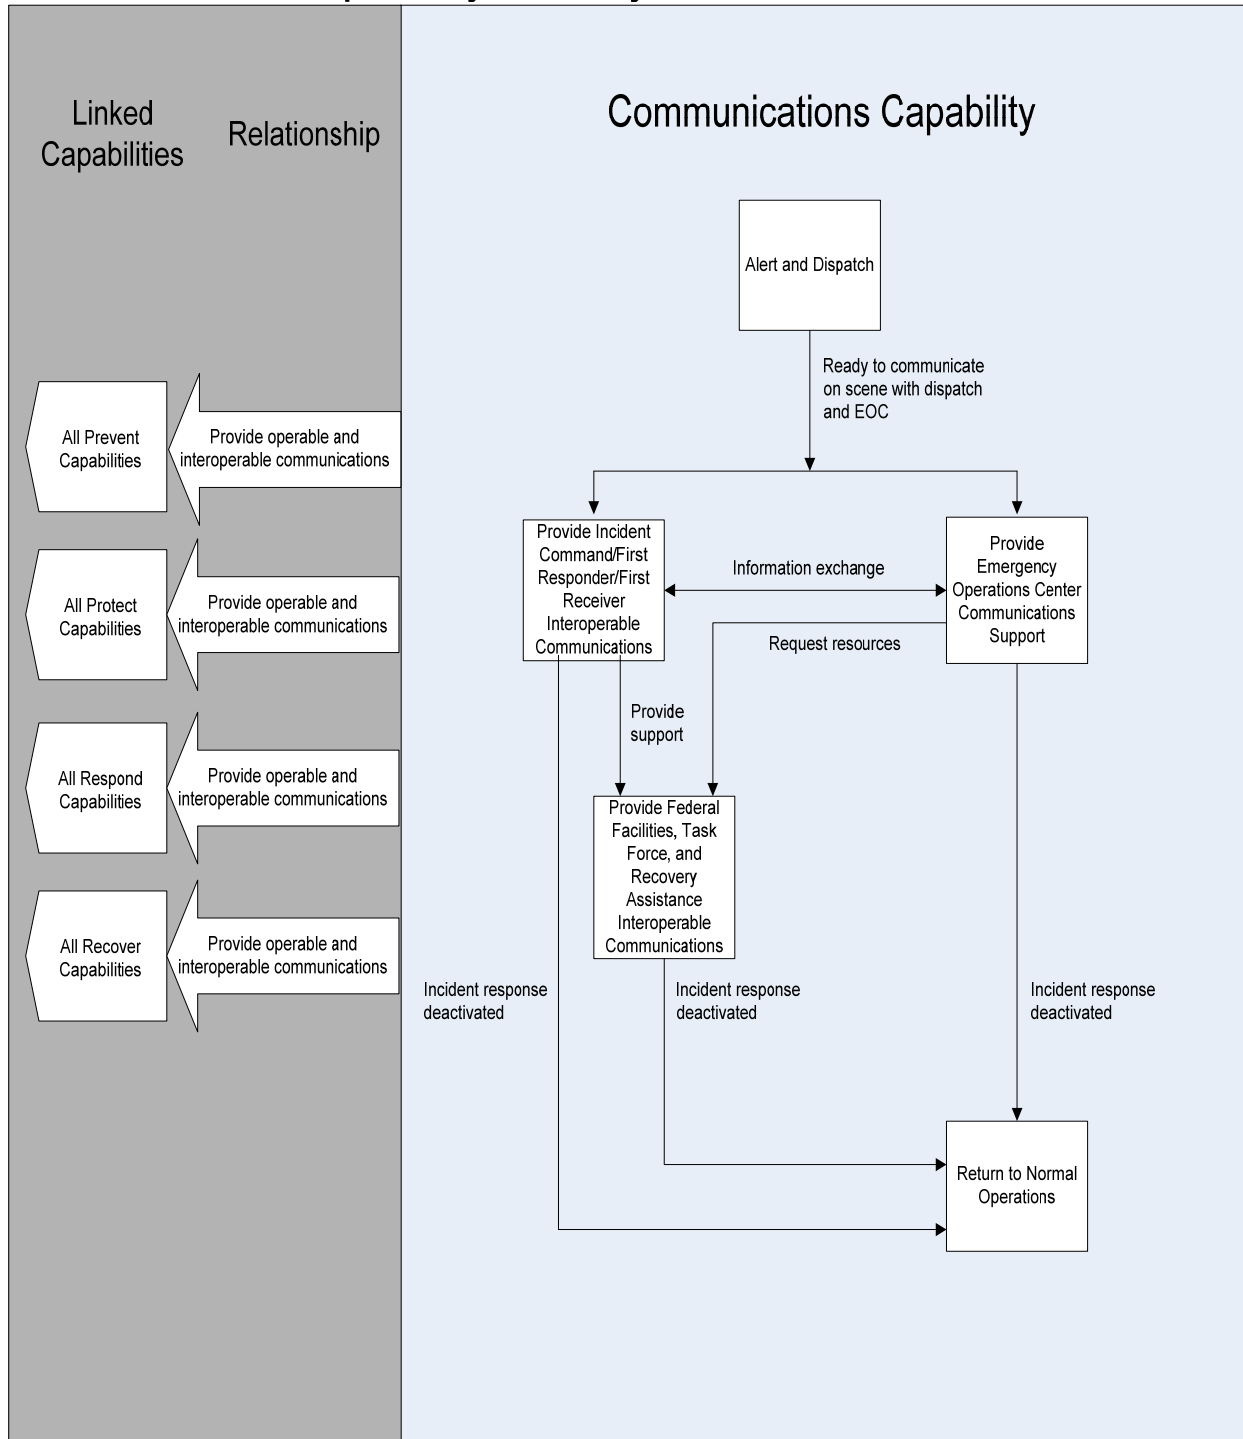 Linked
Capabilities
Relationship
Communications Capability
Alert and Dispatch
Ready to communicate
on scene with dispatch
and EOC
All Prevent
Capabilities
Provide operable and
interoperable communications
All Protect
Capabilities
Provide operable and
interoperable communications
All Respond
Capabilities
Provide operable and
interoperable communications
All Recover
Capabilities
Provide operable and
interoperable communications
Provide Incident
Command/First
Responder/First
Receiver
Interoperable
Communications
Information exchange
Provide
Emergency
Operations Center
Communications
Support
Request resources
Provide
support
Provide Federal
Facilities, Task
Force, and
Recovery
Assistance
Interoperable
Communications
Incident response
deactivated
Incident response
deactivated
Incident response
deactivated
Return to Normal
Operations